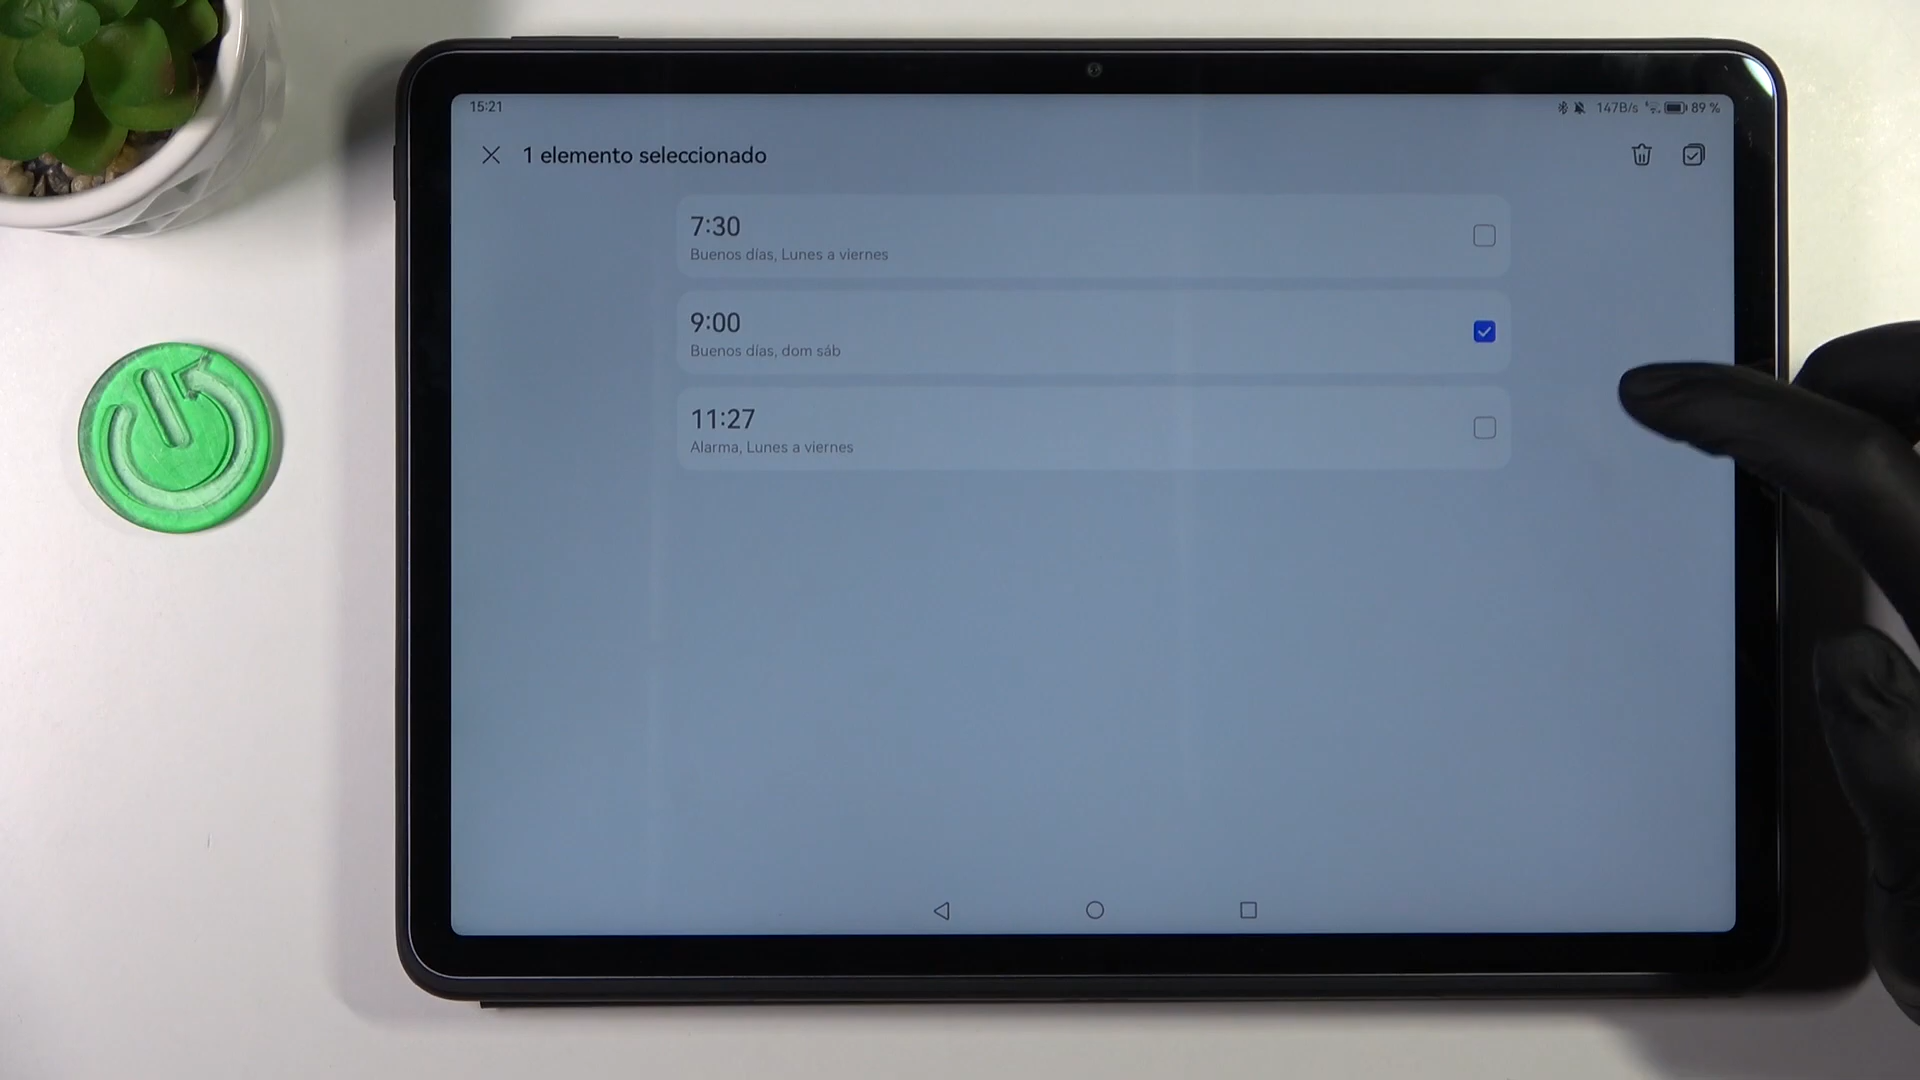 15:21
147B/s 89 %
1 elemento seleccionado
7:30
Buenos días, Lunes a viernes
9:00
Buenos días, dom sáb
11:27
Alarma, Lunes a viernes